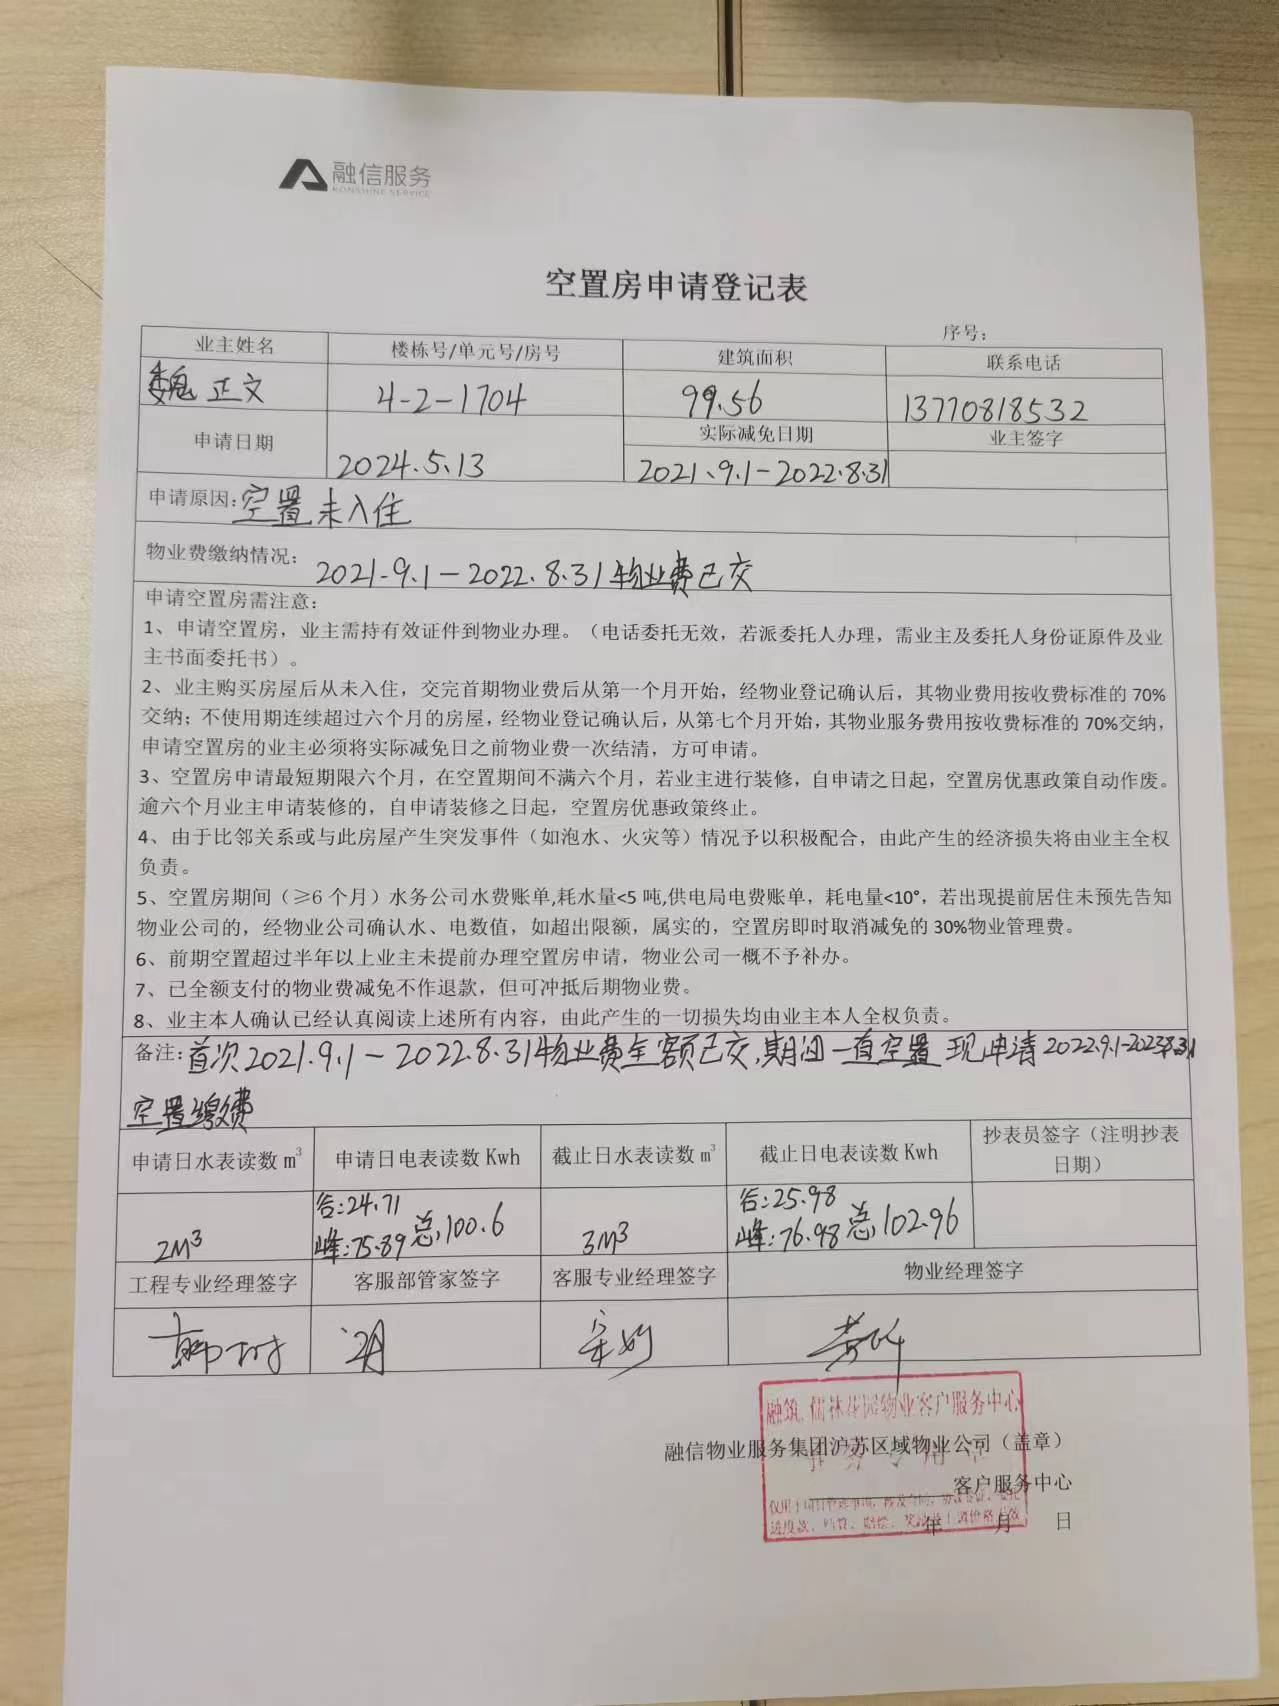 融信服务
RONSHINE SERVICE
空置房申请登记表
序号：
业主姓名 楼栋号/单元号/房号 建筑面积 联系电话
魏正文 4-2-1704 99.56 13770818532
申请日期 2024.5.13 实际减免日期 业主签字
2021.9.1-2022.8.31
申请原因：空置未入住
物业费缴纳情况： 2021.9.1-2022.8.31物业费已交
申请空置房需注意：
1、申请空置房，业主需持有效证件到物业办理。（电话委托无效，若派委托人办理，需业主及委托人身份证原件及业
主书面委托书）。
2、业主购买房屋后从未入住，交完首期物业费后从第一个月开始，经物业登记确认后，其物业费用按收费标准的 70%
交纳；不使用期连续超过六个月的房屋，经物业登记确认后，从第七个月开始，其物业服务费用按收费标准的 70%交纳，
申请空置房的业主必须将实际减免日之前物业费一次结清，方可申请。
3、空置房申请最短期限六个月，在空置期间不满六个月，若业主进行装修，自申请之日起，空置房优惠政策自动作废。
逾六个月业主申请装修的，自申请装修之日起，空置房优惠政策终止。
4、由于比邻关系或与此房屋产生突发事件（如泡水、火灾等）情况予以积极配合，由此产生的经济损失将由业主全权
负责。
5、空置房期间（≥6 个月）水务公司水费账单,耗水量<5 吨,供电局电费账单，耗电量<10°，若出现提前居住未预先告知
物业公司的，经物业公司确认水、电数值，如超出限额，属实的，空置房即时取消减免的 30%物业管理费。
6、前期空置超过半年以上业主未提前办理空置房申请，物业公司一概不予补办。
7、已全额支付的物业费减免不作退款，但可冲抵后期物业费。
8、业主本人确认已经认真阅读上述所有内容，由此产生的一切损失均由业主本人全权负责。
备注：首次2021.9.1-2022.8.31物业费全额已交，期间一直空置 现申请2022.9.1-2023.8.31
空置缴费
申请日水表读数 m³ 申请日电表读数 Kwh 截止日水表读数 m³ 截止日电表读数 Kwh 抄表员签字（注明抄表
日期）
2M³ 谷:24.71 峰:75.89 总100.6 3M³ 谷:25.98 峰:76.98 总102.96
工程专业经理签字 客服部管家签字 客服专业经理签字 物业经理签字
融筑.儒林花园物业客户服务中心
融信物业服务集团沪苏区域物业公司（盖章）
客户服务中心
年 月 日